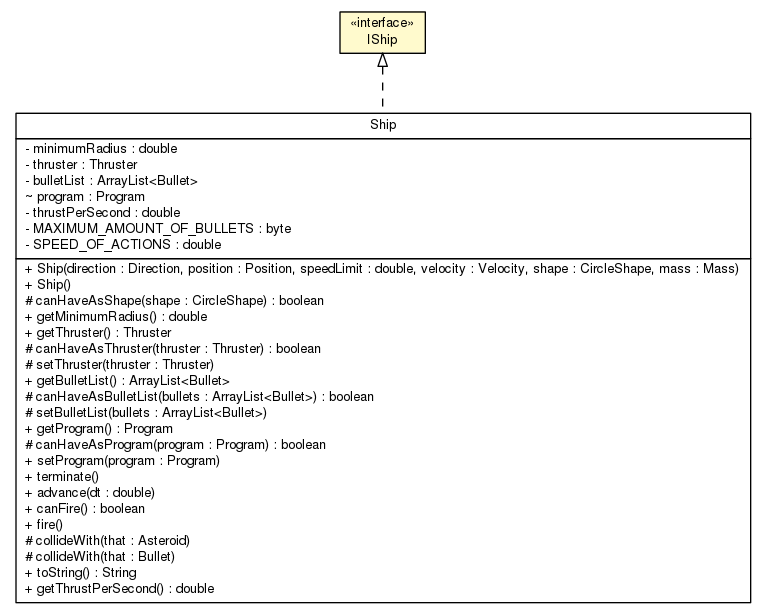 «interface»
IShip
Ship
- minimumRadius : double
- thruster : Thruster
- bulletList : ArrayList<Bullet>
~ program : Program
- thrustPerSecond : double
- MAXIMUM_AMOUNT_OF_BULLETS : byte
- SPEED_OF_ACTIONS : double
+ Ship(direction : Direction, position : Position, speedLimit : double, velocity : Velocity, shape : CircleShape, mass : Mass)
+ Ship()
# canHaveAsShape(shape : CircleShape) : boolean
+ getMinimumRadius() : double
+ getThruster() : Thruster
# canHaveAsThruster(thruster : Thruster) : boolean
# setThruster(thruster : Thruster)
+ getBulletList() : ArrayList<Bullet>
# canHaveAsBulletList(bullets : ArrayList<Bullet>) : boolean
# setBulletList(bullets : ArrayList<Bullet>)
+ getProgram() : Program
# canHaveAsProgram(program : Program) : boolean
+ setProgram(program : Program)
+ terminate()
+ advance(dt : double)
+ canFire() : boolean
+ fire()
# collideWith(that : Asteroid)
# collideWith(that : Bullet)
+ toString() : String
+ getThrustPerSecond() : double